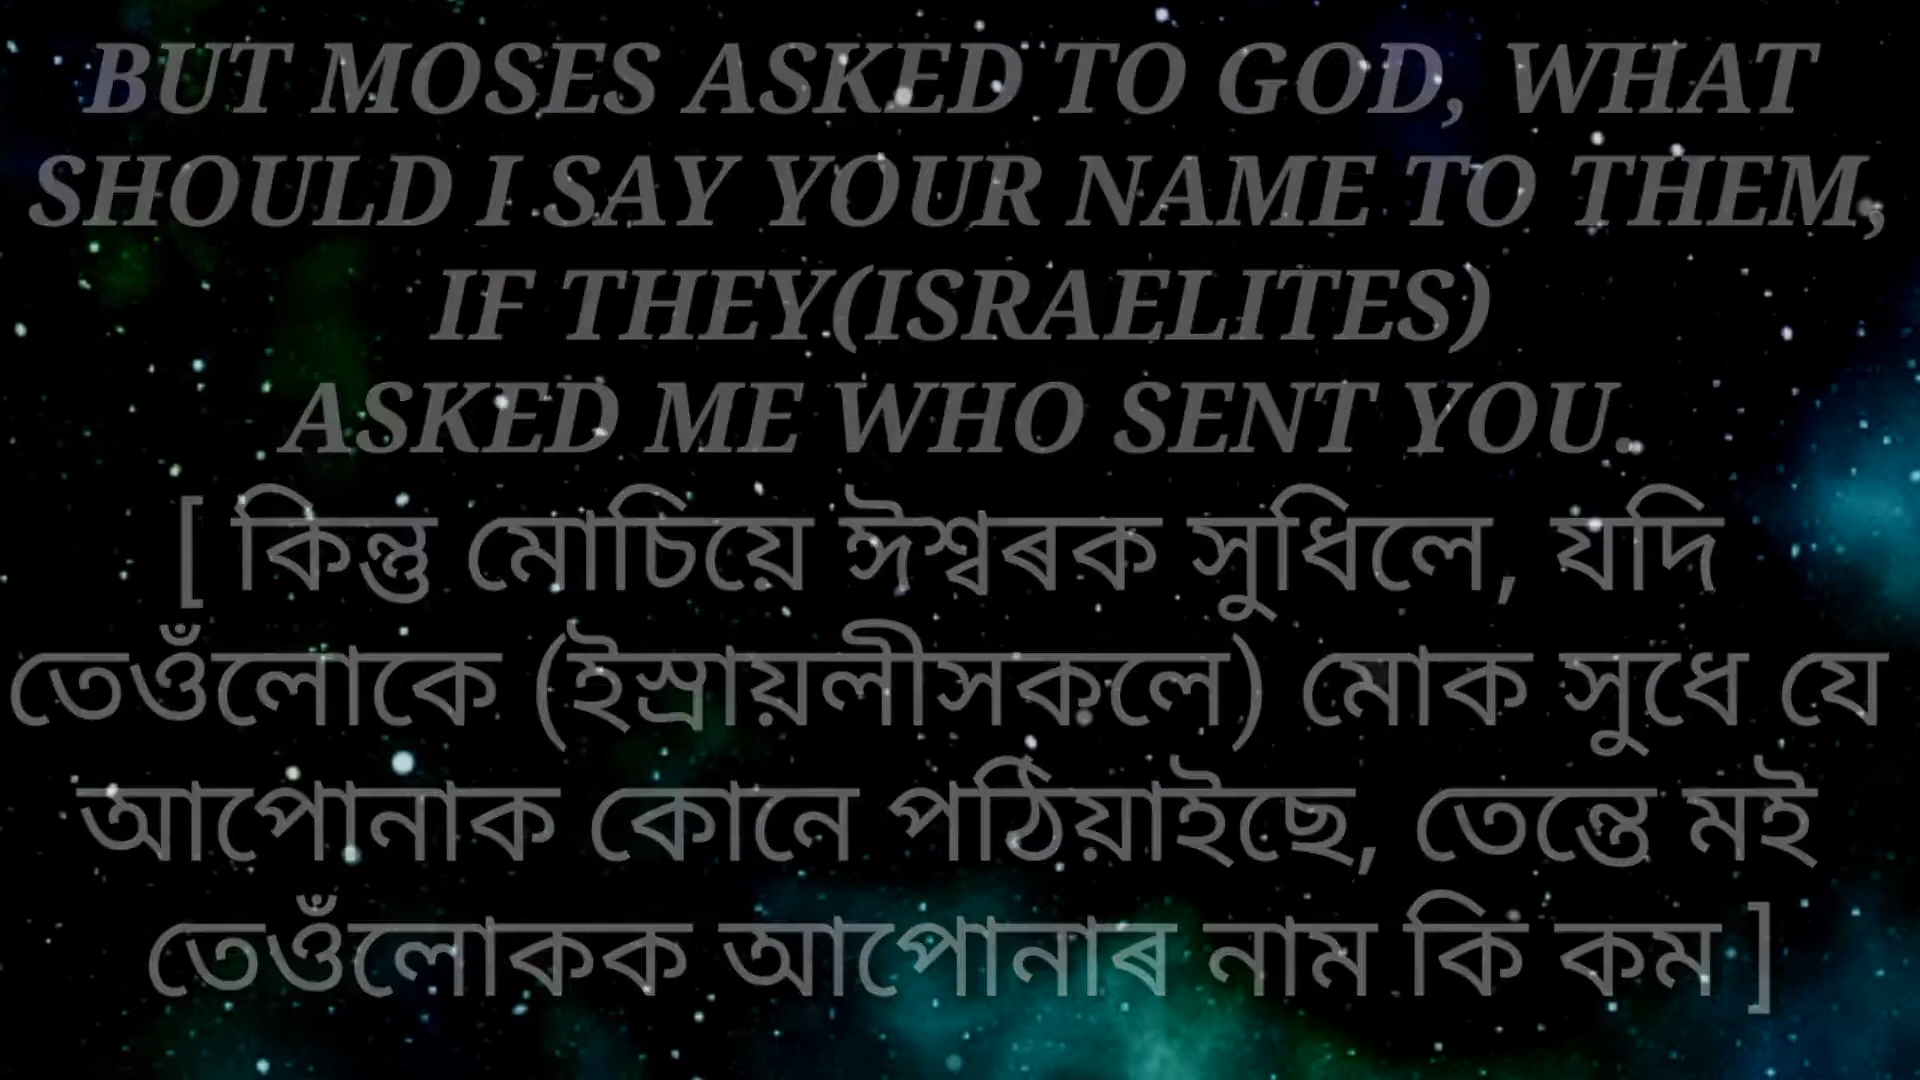 BUT MOSES ASKED TO GOD, WHAT
SHOULD I SAY YOUR NAME TO THEM,
IF THEY(ISRAELITES)
ASKED ME WHO SENT YOU.
[ কিন্তু মোচিয়ে ঈশ্বৰক সুধিলে, যদি
তেওঁলোকে (ইস্ৰায়লীসকলে) মোক সুধে যে
আপোনাক কোনে পঠিয়াইছে, তেন্তে মই
তেওঁলোকক আপোনাৰ নাম কি কম ]